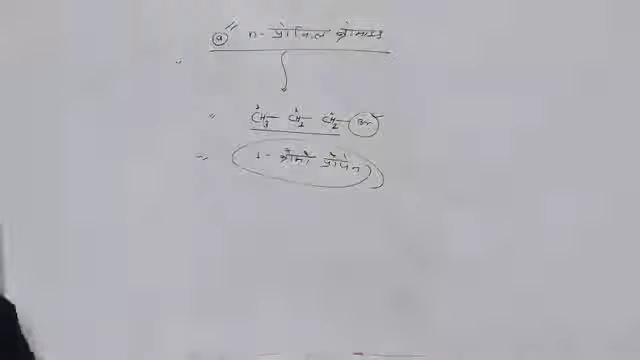 (a) n- प्रोपिल ब्रोमाइड
CH₃— CH₂— CH₂— Br
1- ब्रोमो प्रोपेन